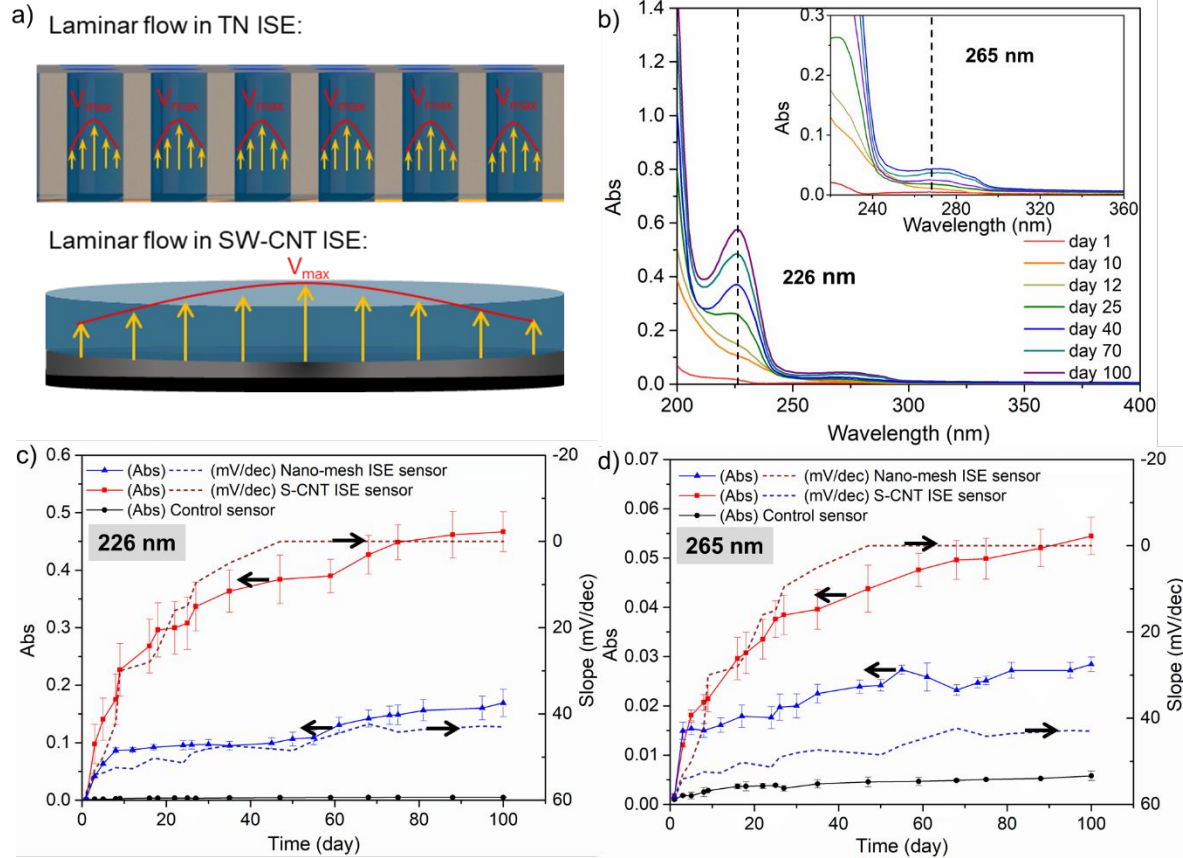 a)
Laminar flow in TN ISE:
Vmax Vmax Vmax Vmax Vmax Vmax
Laminar flow in SW-CNT ISE:
Vmax
b)
1.4
1.2
1.0
0.8
0.6
0.4
0.2
0.0
Abs
200 250 300 350 400
Wavelength (nm)
226 nm
0.3
0.2
0.1
0.0
Abs
240 280 320 360
Wavelength (nm)
265 nm
day 1
day 10
day 12
day 25
day 40
day 70
day 100
c)
0.6
0.5
0.4
0.3
0.2
0.1
0.0
Abs
(Abs) (mV/dec) Nano-mesh ISE sensor
(Abs) (mV/dec) S-CNT ISE sensor
(Abs) Control sensor
226 nm
-20
0
20
40
60
Slope (mV/dec)
0 20 40 60 80 100
Time (day)
d)
0.07
0.06
0.05
0.04
0.03
0.02
0.01
0.00
Abs
(Abs) (mV/dec) Nano-mesh ISE sensor
(Abs) (mV/dec) S-CNT ISE sensor
(Abs) Control sensor
265 nm
-20
0
20
40
60
Slope (mV/dec)
0 20 40 60 80 100
Time (day)